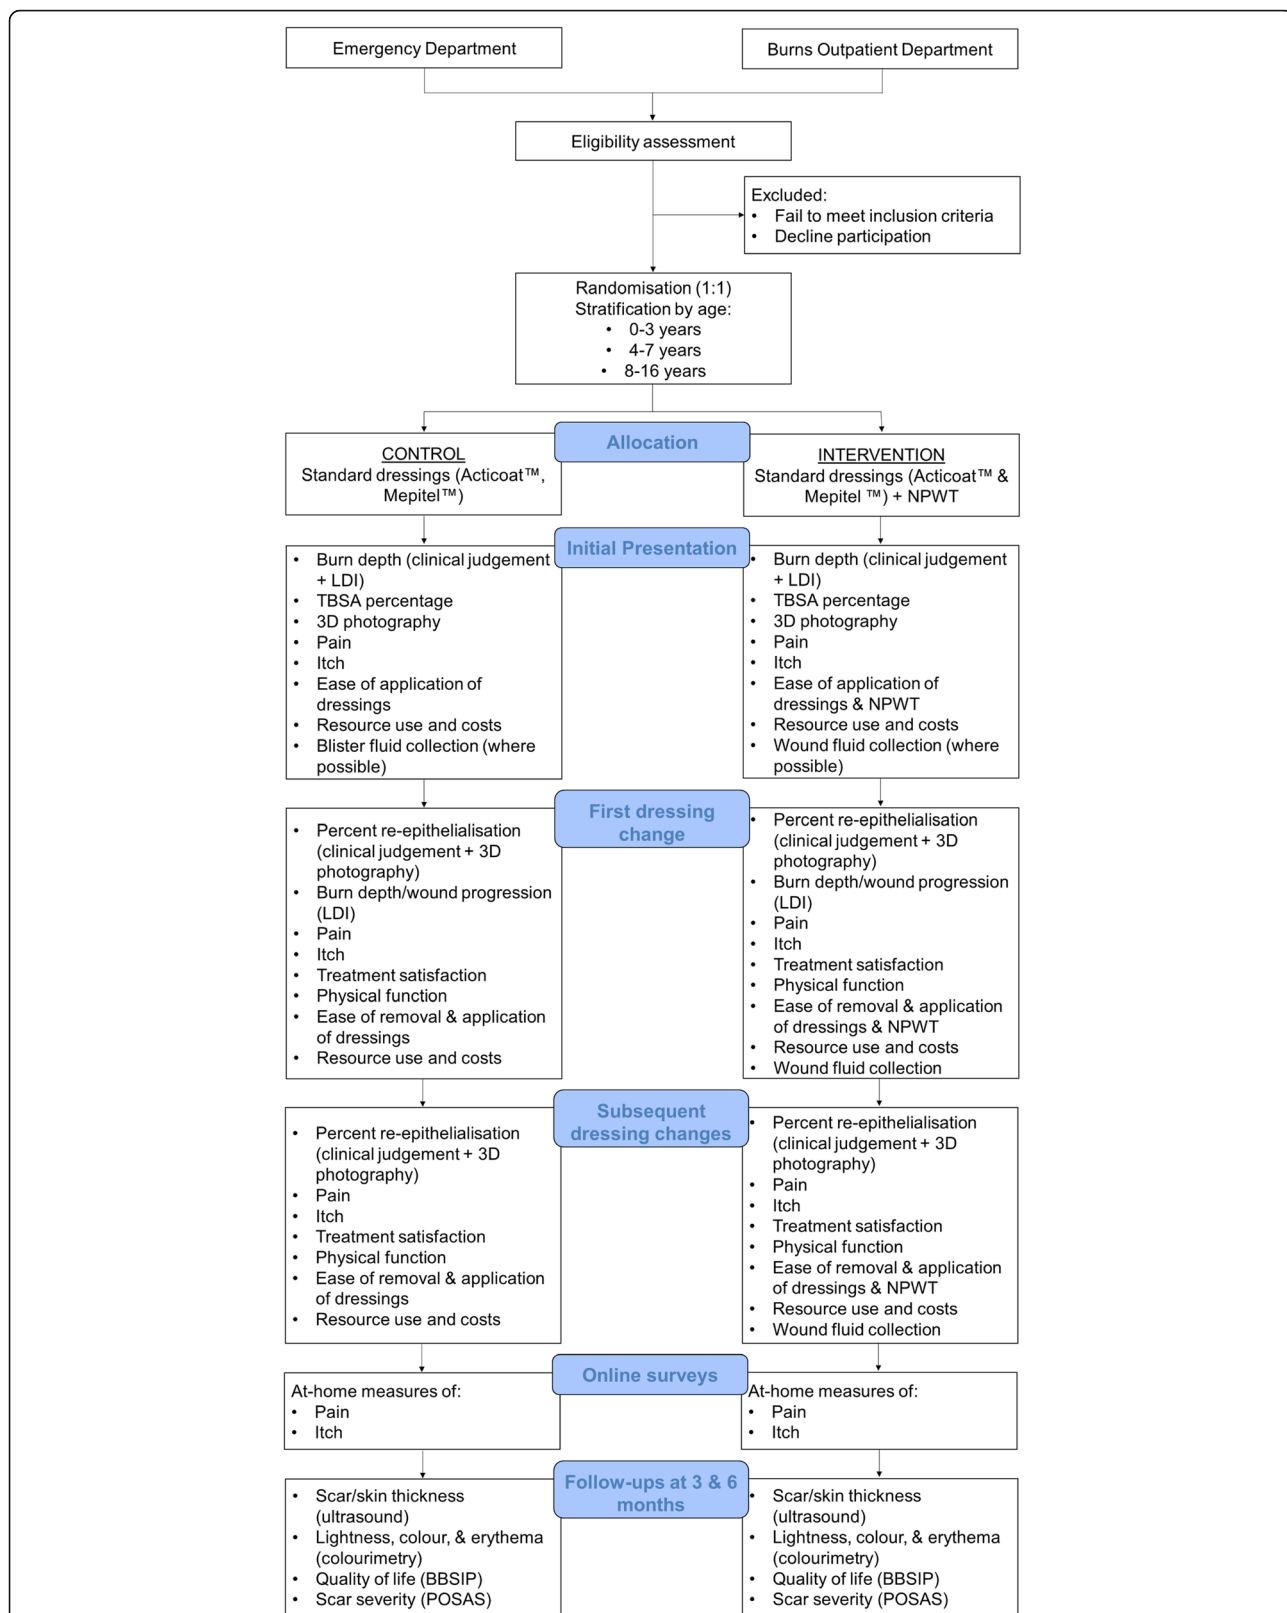 Emergency Department
Burns Outpatient Department
Eligibility assessment
Excluded:
• Fail to meet inclusion criteria
• Decline participation
Randomisation (1:1)
Stratification by age:
• 0-3 years
• 4-7 years
• 8-16 years
Allocation
CONTROL
Standard dressings (Acticoat™,
Mepitel™)
INTERVENTION
Standard dressings (Acticoat™ &
Mepitel ™) + NPWT
Initial Presentation
• Burn depth (clinical judgement
+ LDI)
• TBSA percentage
• 3D photography
• Pain
• Itch
• Ease of application of
dressings
• Resource use and costs
• Blister fluid collection (where
possible)
• Burn depth (clinical judgement
+ LDI)
• TBSA percentage
• 3D photography
• Pain
• Itch
• Ease of application of
dressings & NPWT
• Resource use and costs
• Wound fluid collection (where
possible)
First dressing
change
• Percent re-epithelialisation
(clinical judgement + 3D
photography)
• Burn depth/wound progression
(LDI)
• Pain
• Itch
• Treatment satisfaction
• Physical function
• Ease of removal & application
of dressings
• Resource use and costs
• Percent re-epithelialisation
(clinical judgement + 3D
photography)
• Burn depth/wound progression
(LDI)
• Pain
• Itch
• Treatment satisfaction
• Physical function
• Ease of removal & application
of dressings & NPWT
• Resource use and costs
• Wound fluid collection
Subsequent
dressing changes
• Percent re-epithelialisation
(clinical judgement + 3D
photography)
• Pain
• Itch
• Treatment satisfaction
• Physical function
• Ease of removal & application
of dressings
• Resource use and costs
• Percent re-epithelialisation
(clinical judgement + 3D
photography)
• Pain
• Itch
• Treatment satisfaction
• Physical function
• Ease of removal & application
of dressings & NPWT
• Resource use and costs
• Wound fluid collection
Online surveys
At-home measures of:
• Pain
• Itch
At-home measures of:
• Pain
• Itch
Follow-ups at 3 & 6
months
• Scar/skin thickness
(ultrasound)
• Lightness, colour, & erythema
(colourimetry)
• Quality of life (BBSIP)
• Scar severity (POSAS)
• Scar/skin thickness
(ultrasound)
• Lightness, colour, & erythema
(colourimetry)
• Quality of life (BBSIP)
• Scar severity (POSAS)